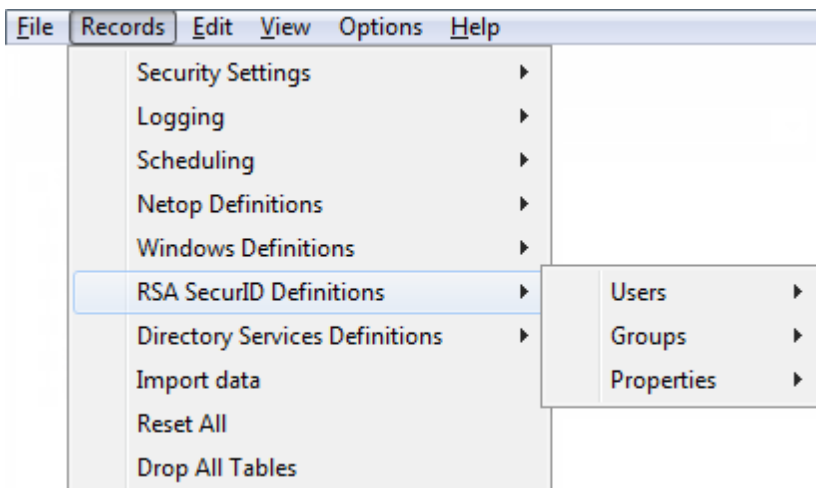 File Records Edit View Options Help
Security Settings
Logging
Scheduling
Netop Definitions
Windows Definitions
RSA SecurID Definitions Users
Directory Services Definitions Groups
Import data Properties
Reset All
Drop All Tables